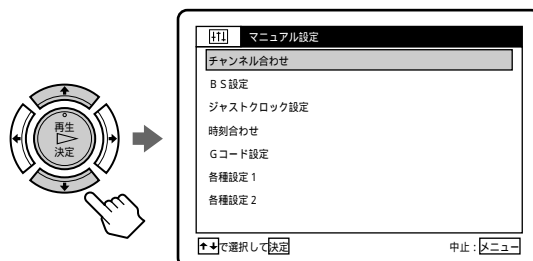 再生
決定
マニュアル設定
チャンネル合わせ
BS設定
ジャストクロック設定
時刻合わせ
Gコード設定
各種設定1
各種設定2
で選択して決定
中止：メニュー